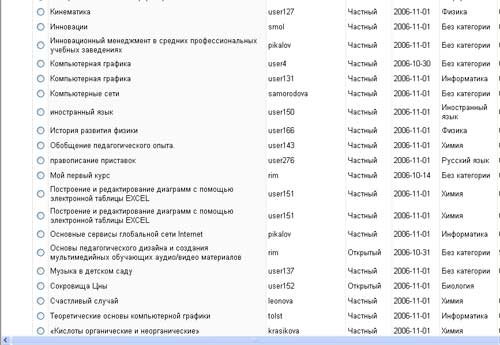 Кинематика user127 Частный 2006-11-01 Физика
Инновации smol Частный 2006-11-01 Без категории
Инновационный менеджмент в средних профессиональных
учебных заведениях pikalov Частный 2006-11-01 Без категории
Компьютерная графика user4 Частный 2006-10-30 Без категории
Компьютерная графика user131 Частный 2006-11-01 Информатика
Компьютерные сети samorodova Частный 2006-11-01 Без категории
иностранный язык user150 Частный 2006-11-01 Иностранный
язык
История развития физики user166 Частный 2006-11-01 Физика
Обобщение педагогического опыта. user143 Частный 2006-11-01 Химия
правописание приставок user276 Частный 2006-11-01 Русский язык
Мой первый курс rim Частный 2006-10-14 Без категории
Построение и редактирование диаграмм с помощью
электронной таблицы EXCEL user151 Частный 2006-11-01 Химия
Построение и редактирование диаграмм с помощью
электронной таблицы EXCEL user151 Частный 2006-11-01 Химия
Основные сервисы глобальной сети Internet pikalov Частный 2006-11-01 Информатика
Основы педагогического дизайна и создания
мультимедийных обучающих аудио/видео материалов rim Открытый 2006-10-31 Без категории
Музыка в детском саду user137 Частный 2006-11-01 Без категории
Сокровища Цны user152 Открытый 2006-11-01 Биология
Счастливый случай leonova Частный 2006-11-01 Химия
Теоретические основы компьютерной графики tolst Частный 2006-11-01 Информатика
«Кислоты органические и неорганические» krasikova Частный 2006-11-01 Химия